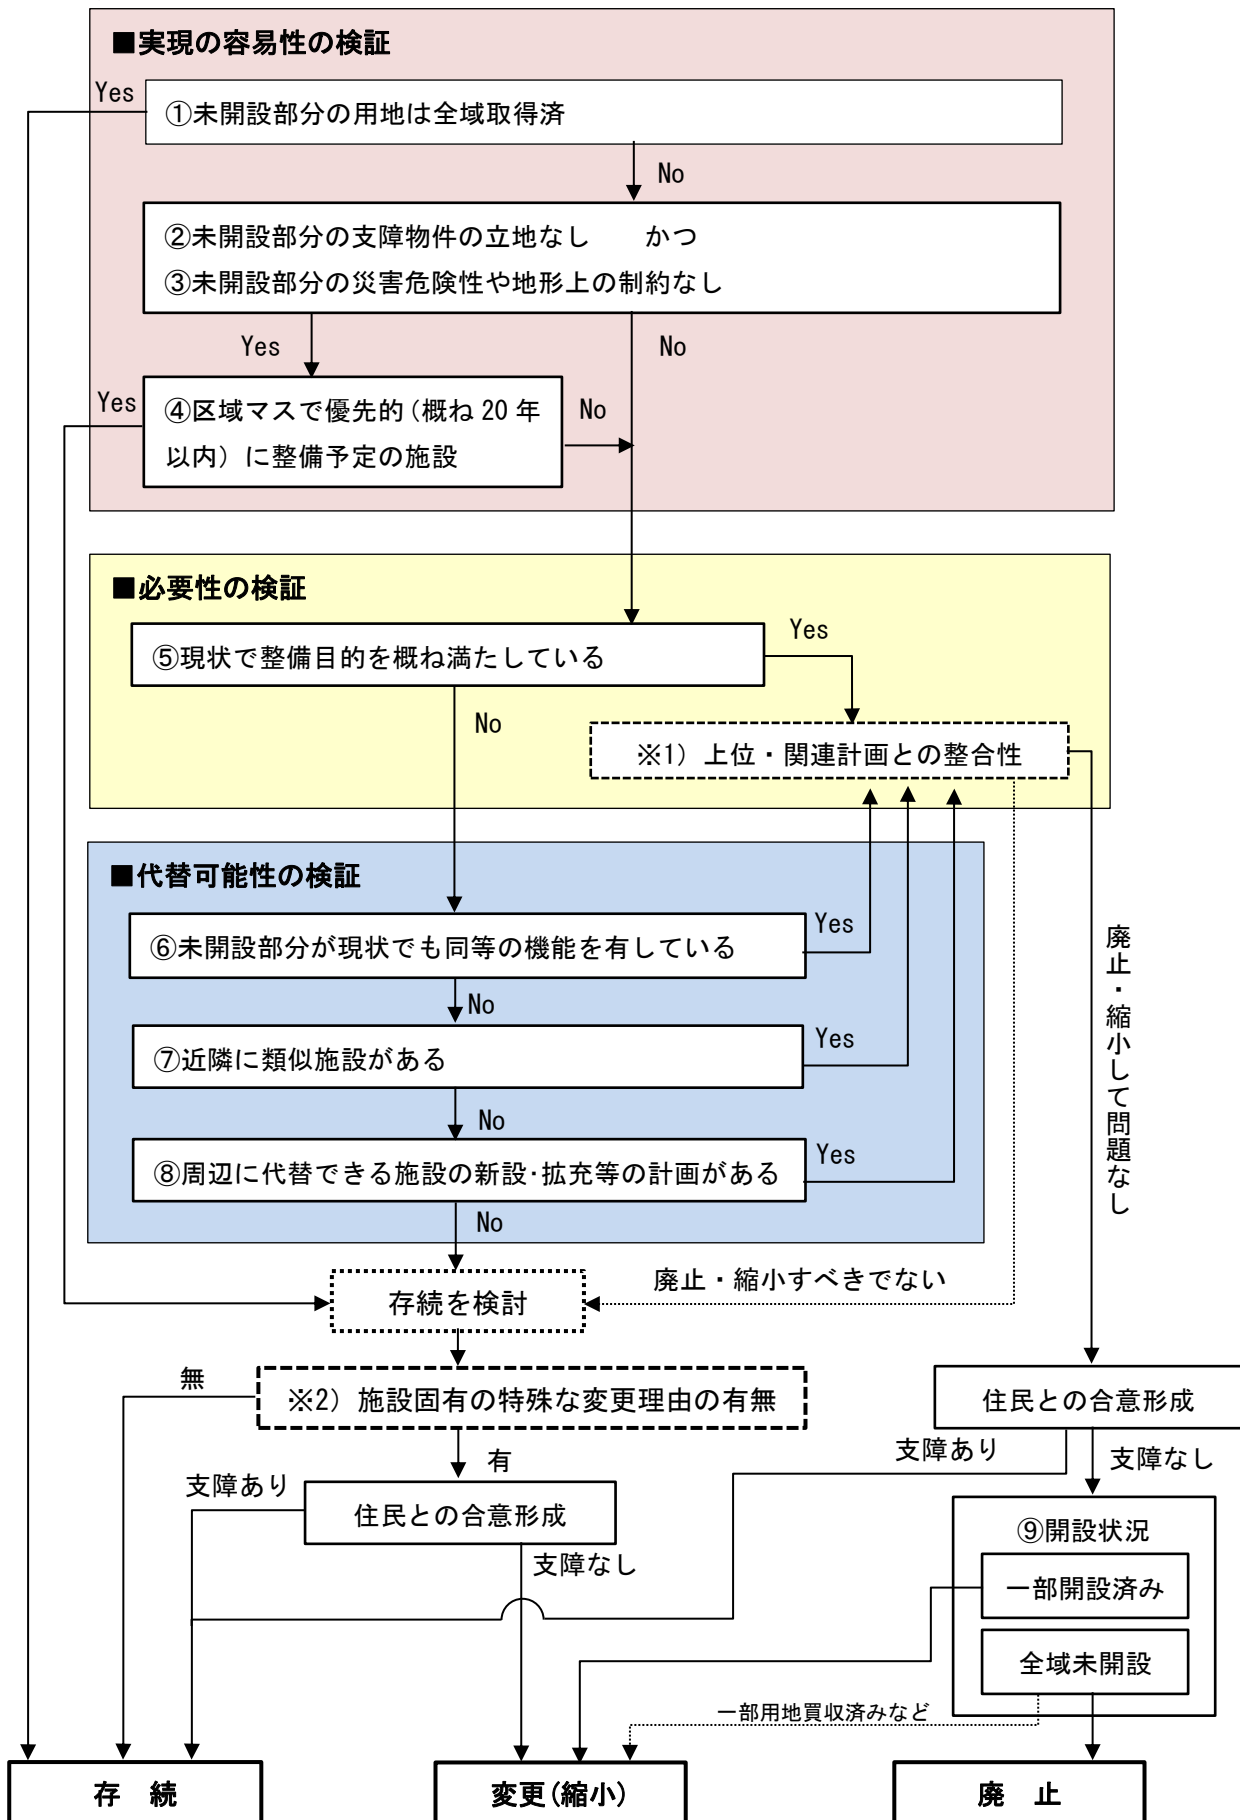 ■実現の容易性の検証
Yes
①未開設部分の用地は全域取得済
No
②未開設部分の支障物件の立地なし　　かつ
③未開設部分の災害危険性や地形上の制約なし
Yes
No
Yes
④区域マスで優先的(概ね 20 年
以内) に整備予定の施設
No
■必要性の検証
Yes
⑤現状で整備目的を概ね満たしている
No
※1) 上位・関連計画との整合性
■代替可能性の検証
⑥未開設部分が現状でも同等の機能を有している
Yes
No
⑦近隣に類似施設がある
Yes
No
⑧周辺に代替できる施設の新設･拡充等の計画がある
Yes
No
廃止・縮小して問題なし
廃止・縮小すべきでない
存続を検討
無
※2) 施設固有の特殊な変更理由の有無
有
住民との合意形成
支障あり
支障なし
支障あり
住民との合意形成
支障なし
⑨開設状況
一部開設済み
全域未開設
一部用地買収済みなど
存　続
変更(縮小)
廃　止